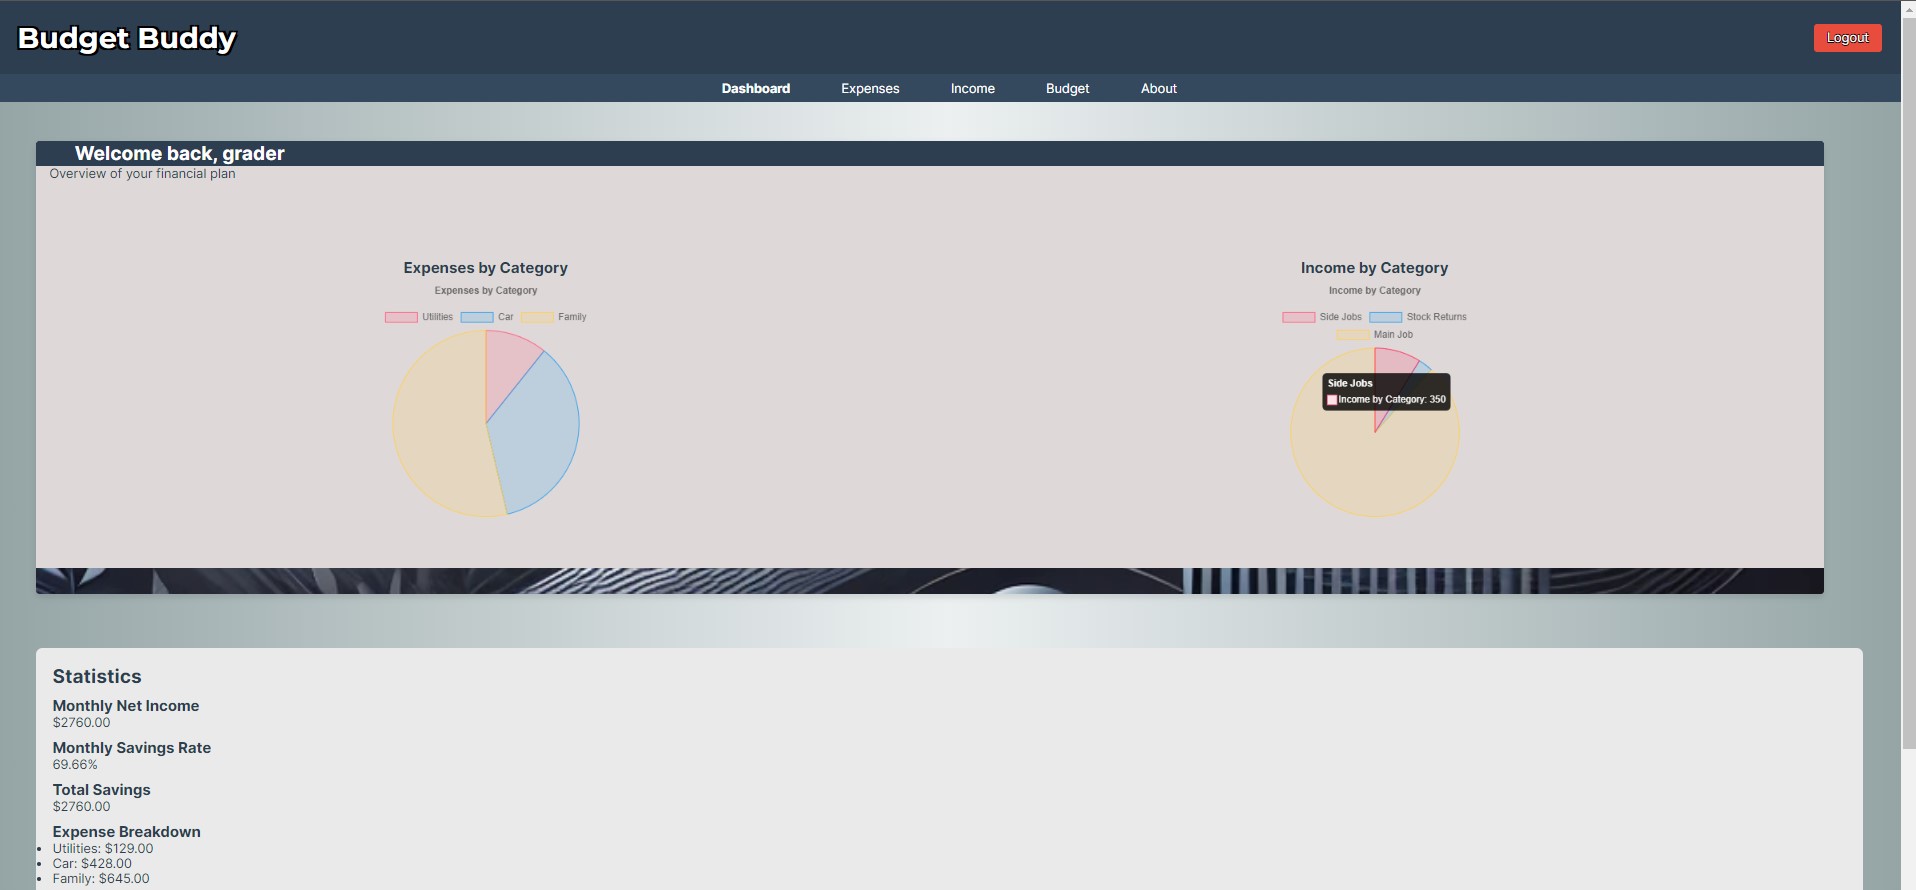 Budget Buddy
Logout
Dashboard Expenses Income Budget About
Welcome back, grader
Overview of your financial plan
Expenses by Category
Expenses by Category
Utilities Car Family
Income by Category
Income by Category
Side Jobs Stock Returns
Main Job
Side Jobs
Income by Category: 350
Statistics
Monthly Net Income
$2760.00
Monthly Savings Rate
69.66%
Total Savings
$2760.00
Expense Breakdown
• Utilities: $129.00
• Car: $428.00
• Family: $645.00